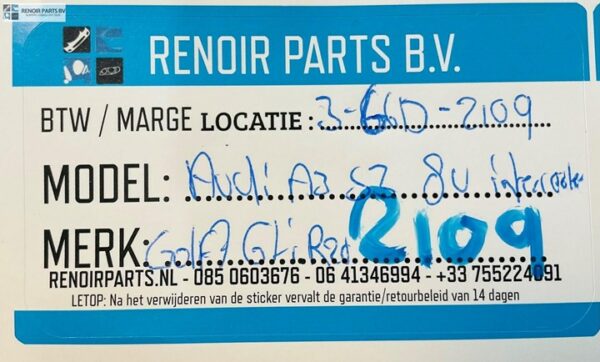 RENOIR PARTS BV
RENOIR PARTS B.V.
BTW / MARGE LOCATIE: 3-66D-2109
MODEL: Audi A3 S3 8v intercooler
MERK: Golf 7 GTi R20 2109
RENOIRPARTS.NL - 085 0603676 - 06 41346994 - +33 755224091
LETOP: Na het verwijderen van de sticker vervalt de garantie/retourbeleid van 14 dagen